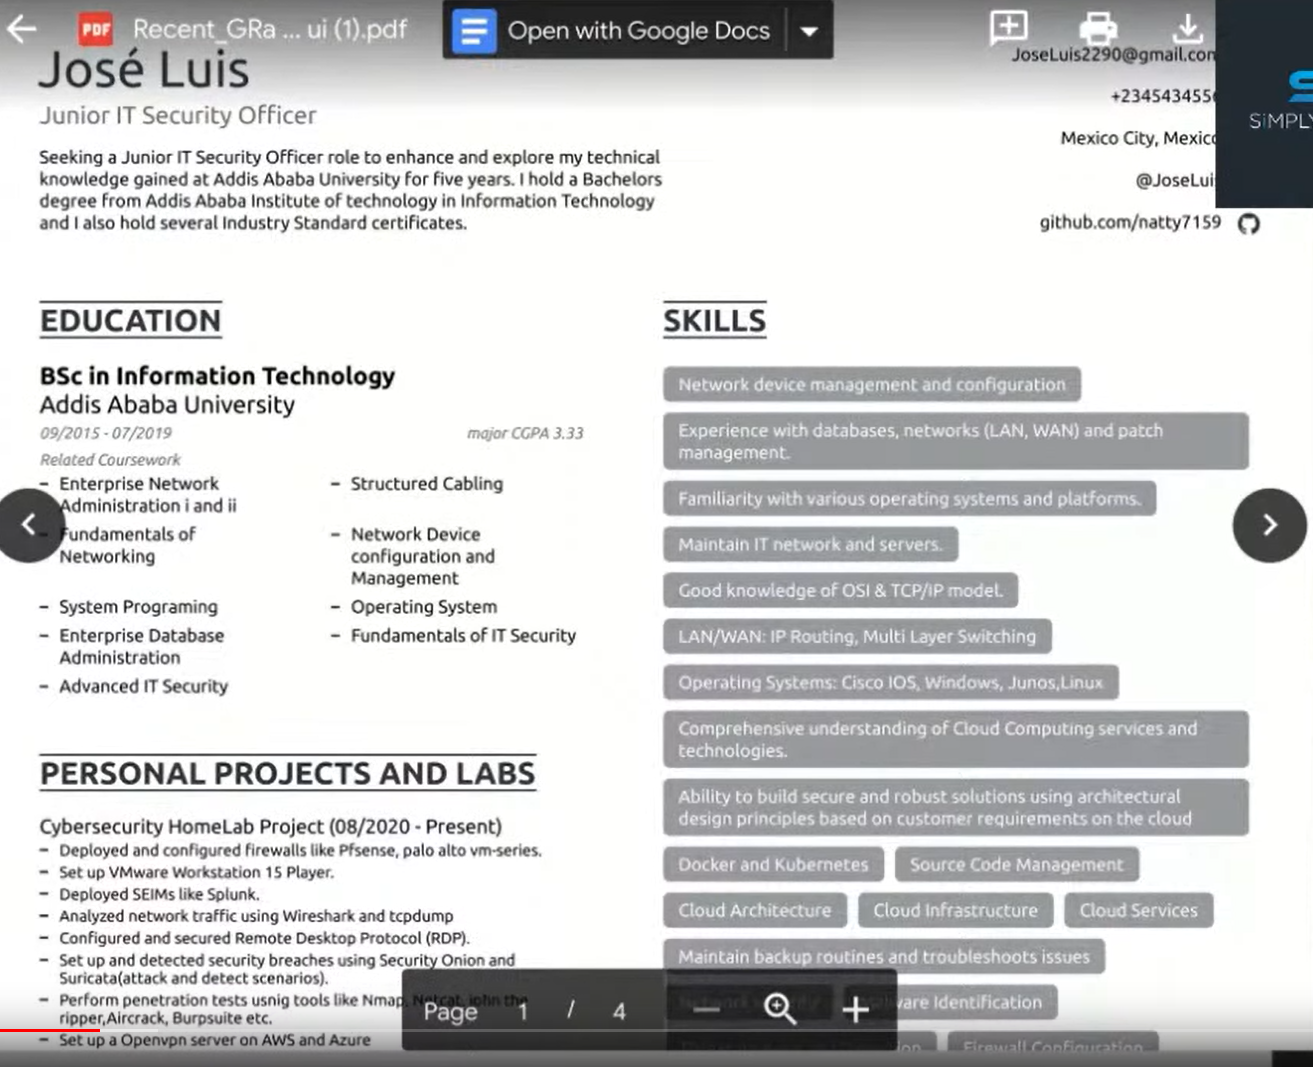 PDF Recent_GRa ... ui (1).pdf
Open with Google Docs
José Luis
Junior IT Security Officer
Seeking a Junior IT Security Officer role to enhance and explore my technical
knowledge gained at Addis Ababa University for five years. I hold a Bachelors
degree from Addis Ababa Institute of technology in Information Technology
and I also hold several Industry Standard certificates.
JoseLuis2290@gmail.com
+234543455
Mexico City, Mexico
@JoseLui
github.com/natty7159
SiMPLY
EDUCATION
BSc in Information Technology
Addis Ababa University
09/2015 - 07/2019 major CGPA 3.33
Related Coursework
– Enterprise Network
Administration i and ii
– Structured Cabling
– Fundamentals of
Networking
– Network Device
configuration and
Management
– System Programing
– Operating System
– Enterprise Database
Administration
– Fundamentals of IT Security
– Advanced IT Security
PERSONAL PROJECTS AND LABS
Cybersecurity HomeLab Project (08/2020 - Present)
– Deployed and configured firewalls like Pfsense, palo alto vm-series.
– Set up VMware Workstation 15 Player.
– Deployed SEIMs like Splunk.
– Analyzed network traffic using Wireshark and tcpdump
– Configured and secured Remote Desktop Protocol (RDP).
– Set up and detected security breaches using Security Onion and
Suricata(attack and detect scenarios).
– Perform penetration tests usnig tools like Nmap, Netcat, john the
ripper,Aircrack, Burpsuite etc.
– Set up a Openvpn server on AWS and Azure
SKILLS
Network device management and configuration
Experience with databases, networks (LAN, WAN) and patch
management.
Familiarity with various operating systems and platforms.
Maintain IT network and servers.
Good knowledge of OSI & TCP/IP model.
LAN/WAN: IP Routing, Multi Layer Switching
Operating Systems: Cisco IOS, Windows, Junos,Linux
Comprehensive understanding of Cloud Computing services and
technologies.
Ability to build secure and robust solutions using architectural
design principles based on customer requirements on the cloud
Docker and Kubernetes
Source Code Management
Cloud Architecture
Cloud Infrastructure
Cloud Services
Maintain backup routines and troubleshoots issues
Identification
Firewall Configuration
Page 1 / 4